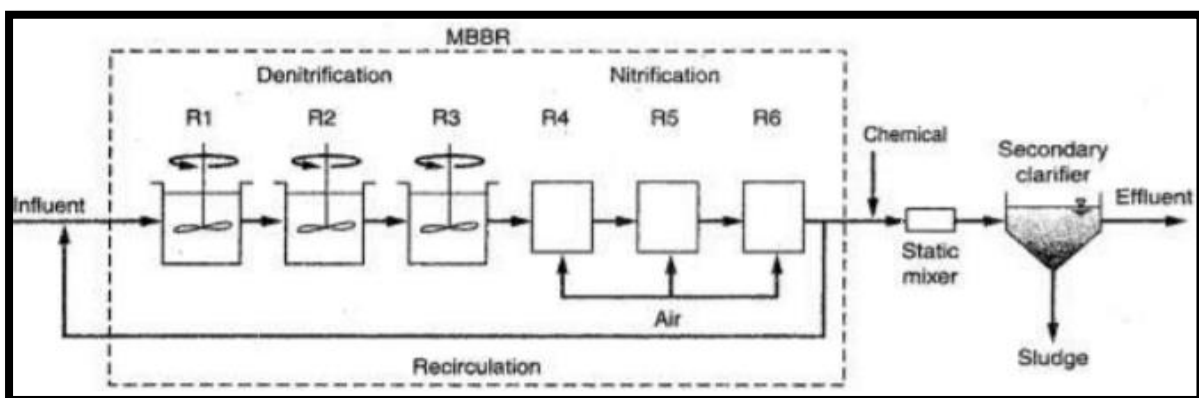 MBBR
Denitrification
Nitrification
R1
R2
R3
R4
R5
R6
Chemical
Secondary
clarifier
Influent
Effluent
Static
mixer
Air
Sludge
Recirculation